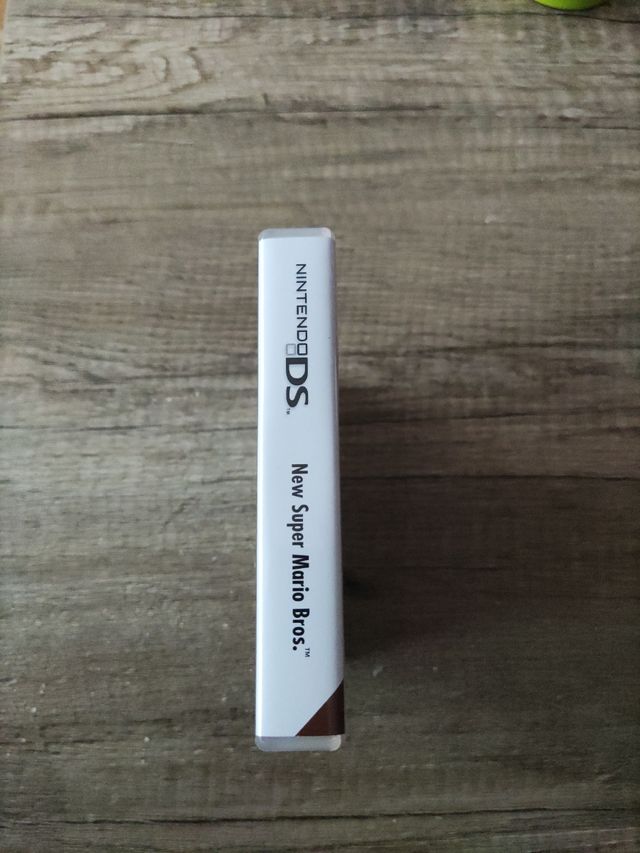 NINTENDO DS™
New Super Mario Bros.™